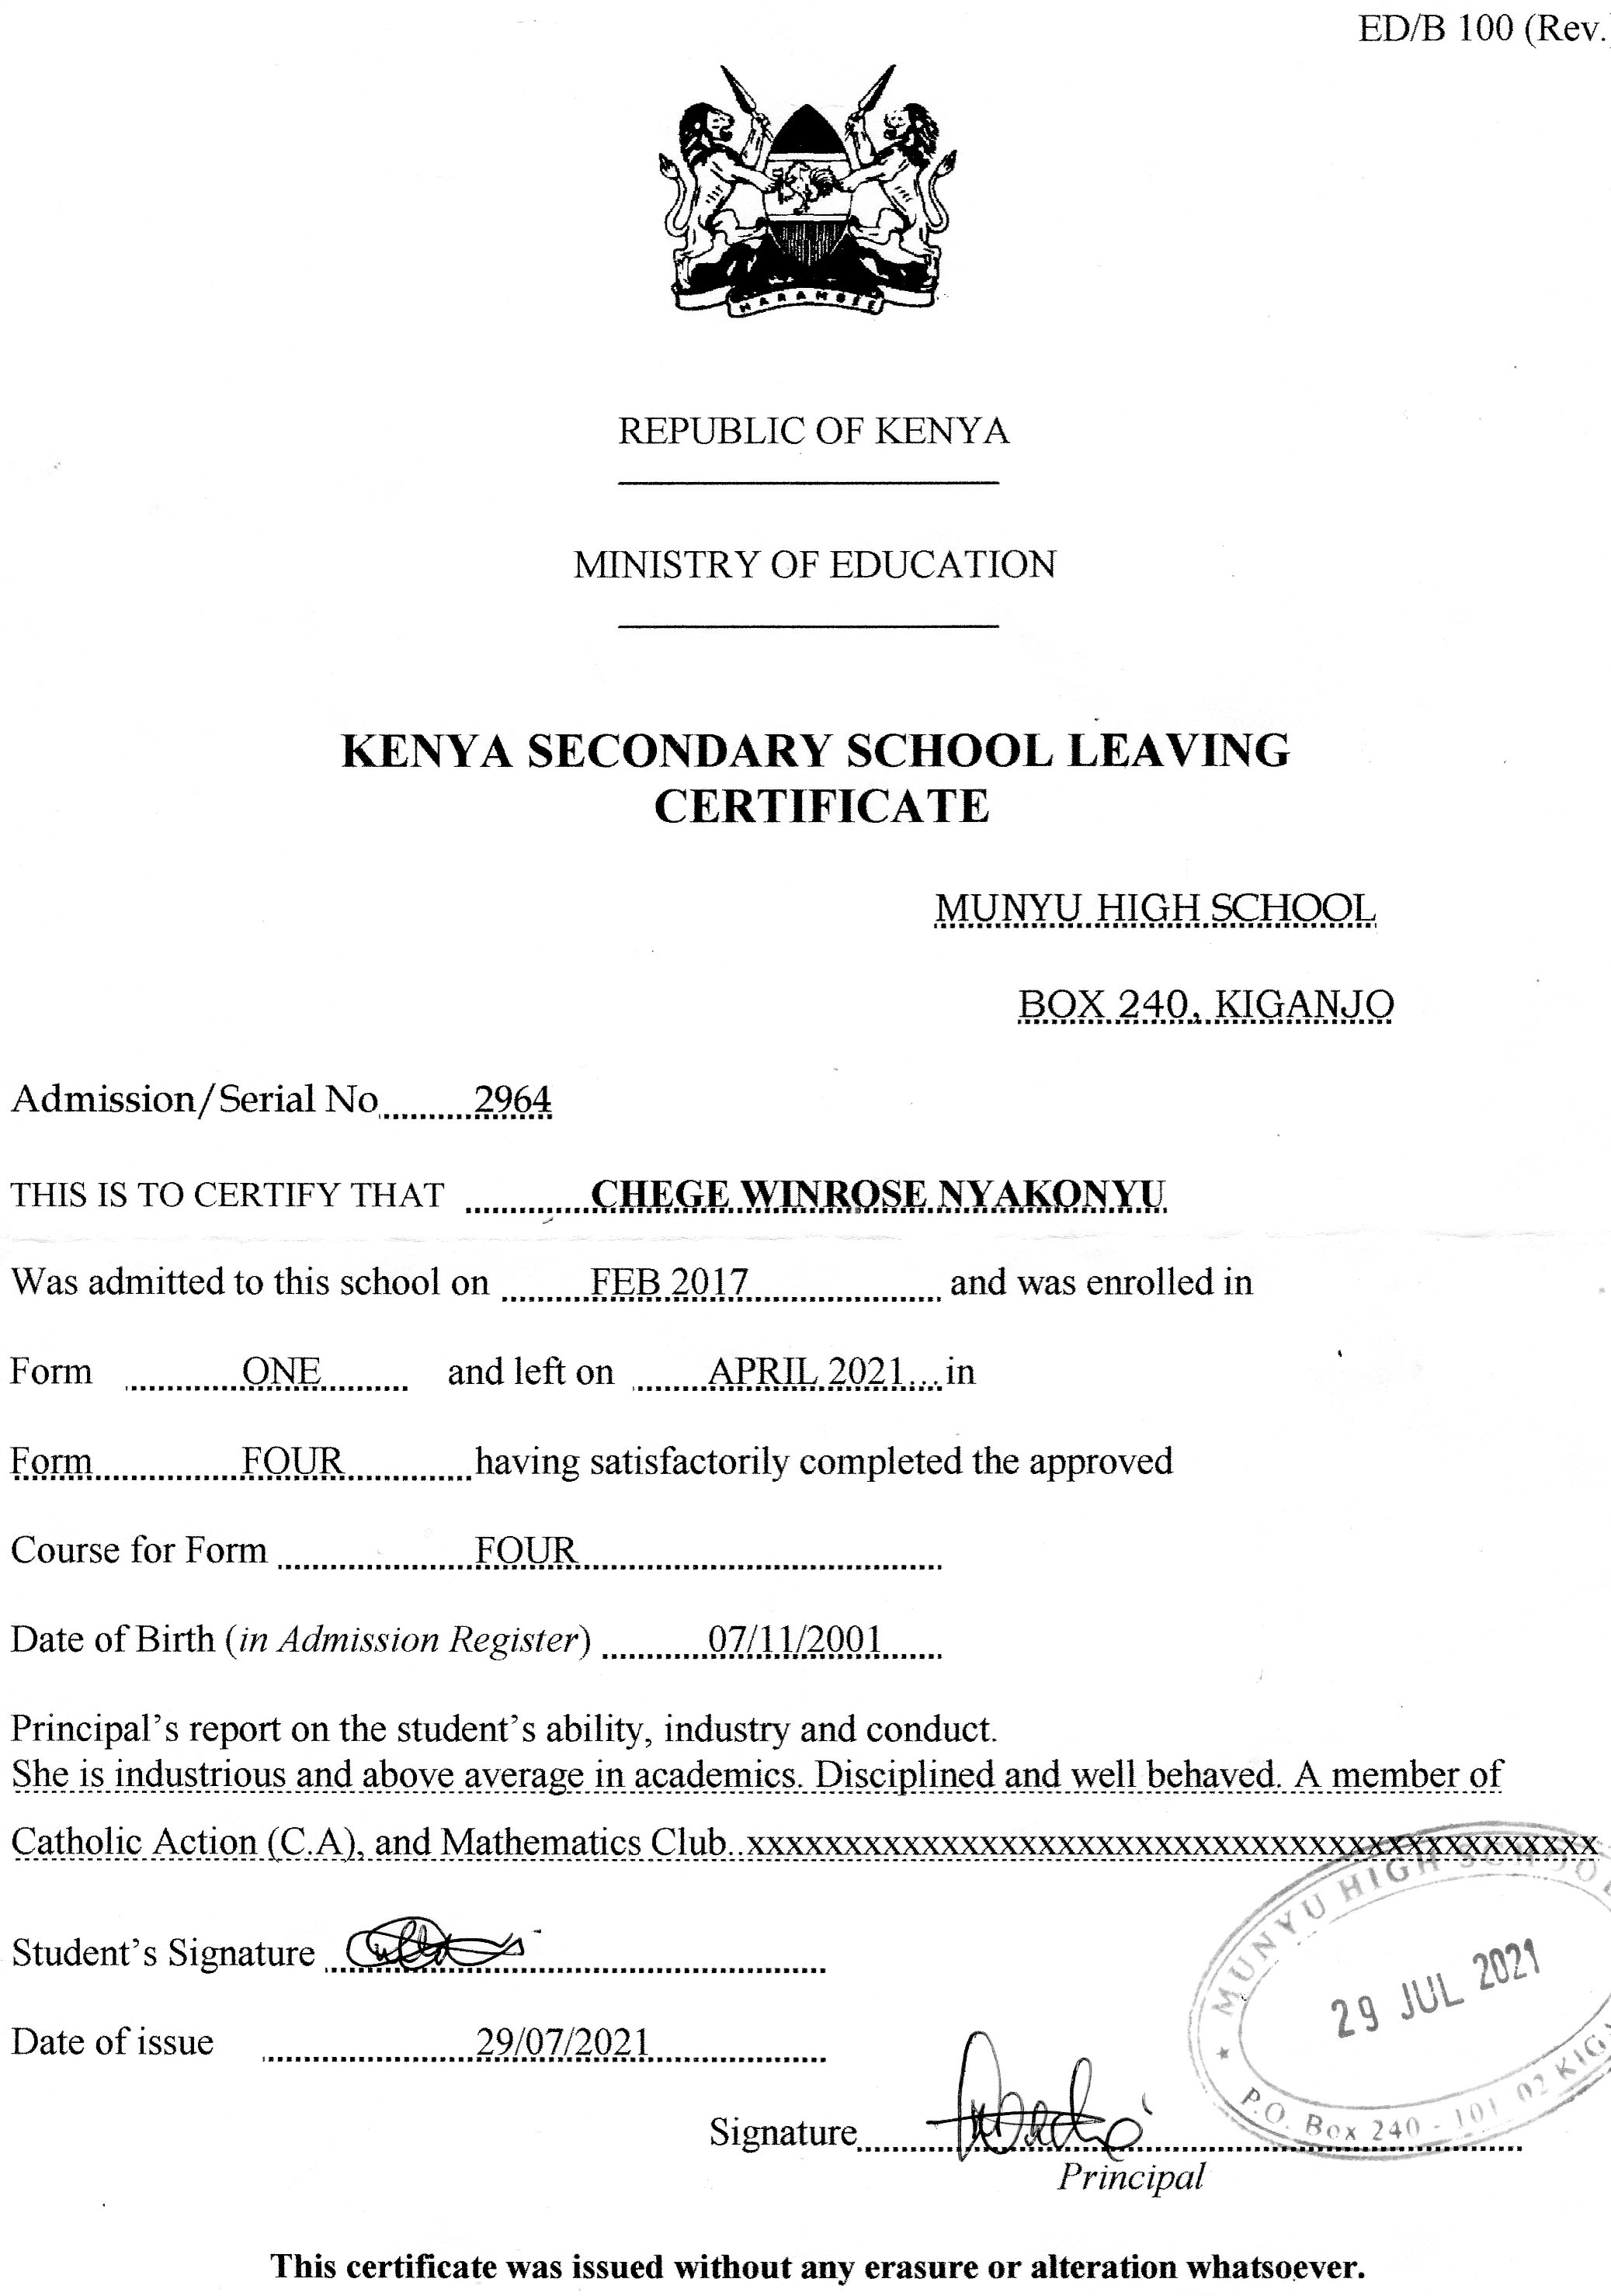 ED/B 100 (Rev.)
HARAMBEE
REPUBLIC OF KENYA
MINISTRY OF EDUCATION
KENYA SECONDARY SCHOOL LEAVING
CERTIFICATE
MUNYU HIGH SCHOOL
BOX 240, KIGANJO
Admission/Serial No..........2964
THIS IS TO CERTIFY THAT ............CHEGE WINROSE NYAKONYU
Was admitted to this school on .........FEB 2017................... and was enrolled in
Form ............ONE........ and left on ........APRIL 2021....in
Form...............FOUR............having satisfactorily completed the approved
Course for Form ...................FOUR...................................
Date of Birth (in Admission Register) ..........07/11/2001......
Principal's report on the student's ability, industry and conduct.
She is industrious and above average in academics. Disciplined and well behaved. A member of
Catholic Action (C.A), and Mathematics Club..xxxxxxxxxxxxxxxxxxxxxxxxxxxxxxxxxxxxxxxxxxxxxxxxxxxx
MUNYU HIGH SCHOOL
29 JUL 2021
P.O. Box 240 - 101 02 KIG
Student's Signature ................................................
Date of issue .....................29/07/2021.................
Signature..................................................................
Principal
This certificate was issued without any erasure or alteration whatsoever.